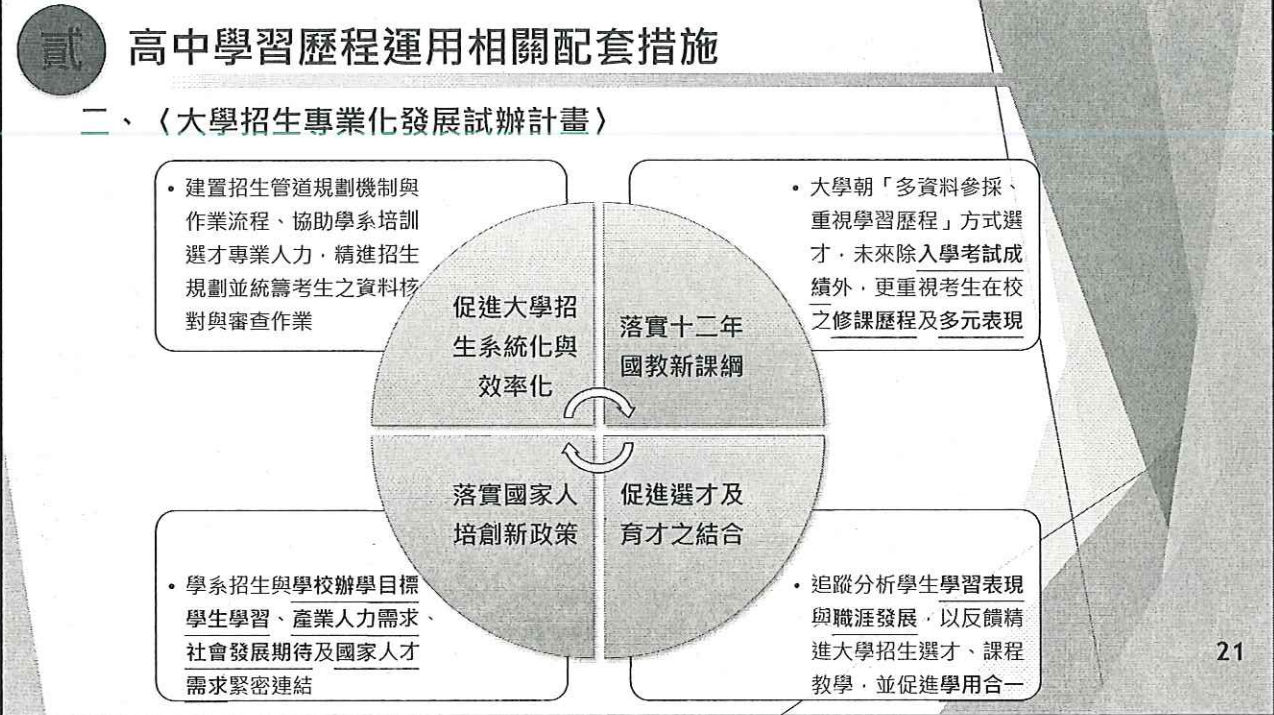 貳
高中學習歷程運用相關配套措施
二、〈大學招生專業化發展試辦計畫〉
• 建置招生管道規劃機制與
作業流程、協助學系培訓
選才專業人力，精進招生
規劃並統籌考生之資料核
對與審查作業
• 大學朝「多資料參採、
重視學習歷程」方式選
才，未來除入學考試成
績外，更重視考生在校
之修課歷程及多元表現
促進大學招
生系統化與
效率化
落實十二年
國教新課綱
落實國家人
培創新政策
促進選才及
育才之結合
• 學系招生與學校辦學目標
學生學習、產業人力需求、
社會發展期待及國家人才
需求緊密連結
• 追蹤分析學生學習表現
與職涯發展，以反饋精
進大學招生選才、課程
教學，並促進學用合一
21